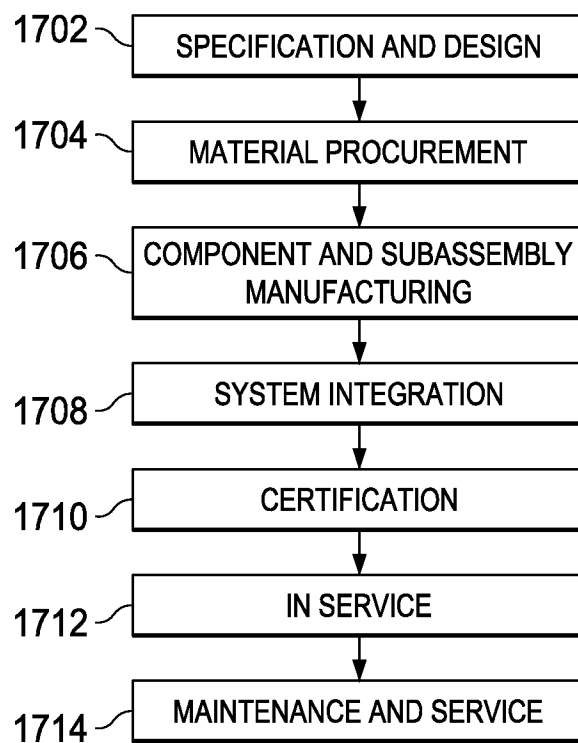 1702
SPECIFICATION AND DESIGN
1704
MATERIAL PROCUREMENT
1706
COMPONENT AND SUBASSEMBLY
MANUFACTURING
1708
SYSTEM INTEGRATION
1710
CERTIFICATION
1712
IN SERVICE
1714
MAINTENANCE AND SERVICE